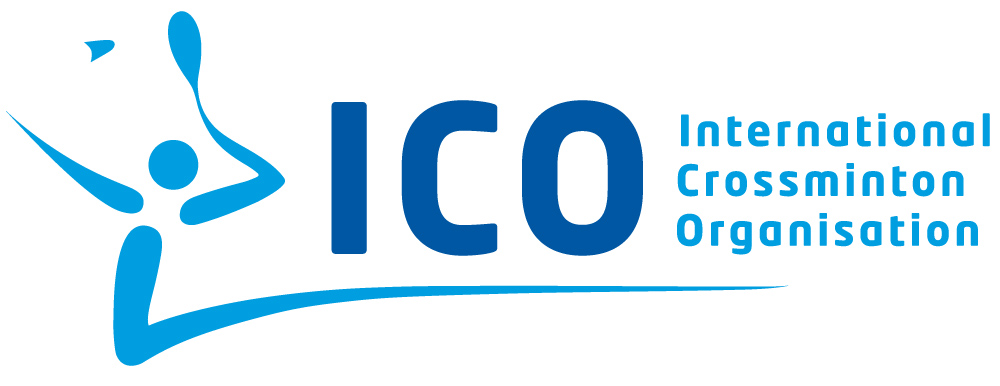 ICO
International
Crossminton
Organisation